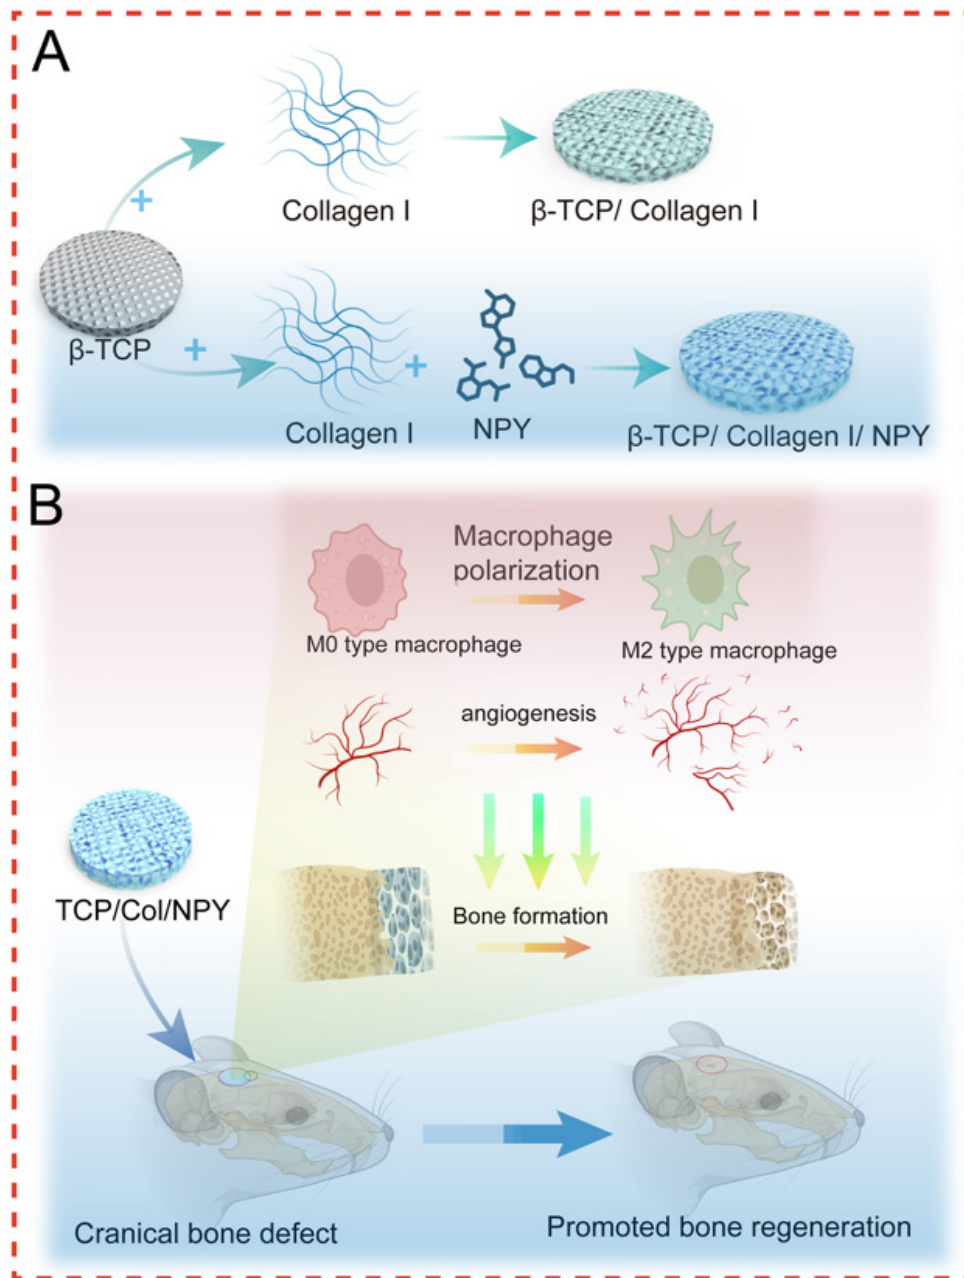 A
Collagen I
β-TCP/ Collagen I
+
β-TCP
+
+
Collagen I
NPY
β-TCP/ Collagen I/ NPY
B
Macrophage
polarization
M0 type macrophage
M2 type macrophage
angiogenesis
Bone formation
TCP/Col/NPY
Cranical bone defect
Promoted bone regeneration